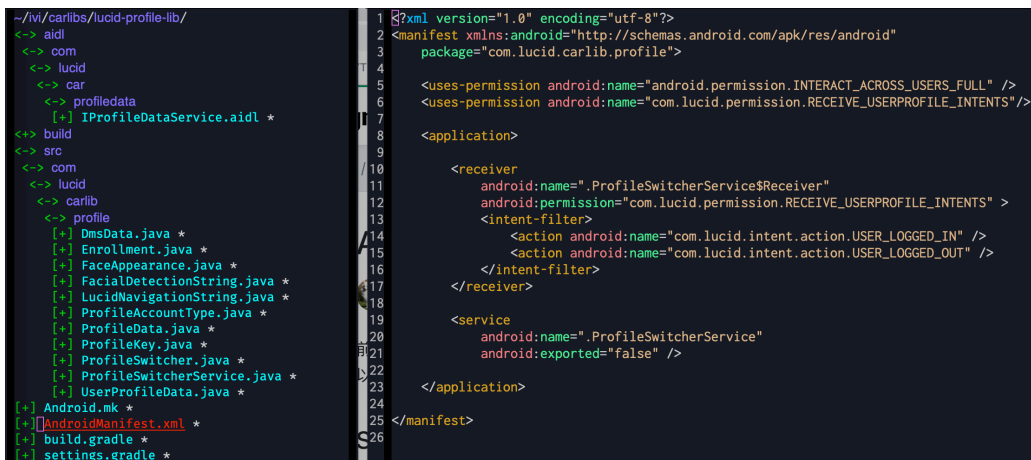 ~/ivi/carlibs/lucid-profile-lib/
<-> aidl
<-> com
<-> lucid
<-> car
<-> profiledata
[+] IProfileDataService.aidl *
<+> build
<-> src
<-> com
<-> lucid
<-> carlib
<-> profile
[+] DmsData.java *
[+] Enrollment.java *
[+] FaceAppearance.java *
[+] FacialDetectionString.java *
[+] LucidNavigationString.java *
[+] ProfileAccountType.java *
[+] ProfileData.java *
[+] ProfileKey.java *
[+] ProfileSwitcher.java *
[+] ProfileSwitcherService.java *
[+] UserProfileData.java *
[+] Android.mk *
[+] AndroidManifest.xml *
[+] build.gradle *
[+] settings.gradle *
1 <?xml version="1.0" encoding="utf-8"?>
2 <manifest xmlns:android="http://schemas.android.com/apk/res/android"
3 package="com.lucid.carlib.profile">
4
5 <uses-permission android:name="android.permission.INTERACT_ACROSS_USERS_FULL" />
6 <uses-permission android:name="com.lucid.permission.RECEIVE_USERPROFILE_INTENTS"/>
7
8 <application>
9
10 <receiver
11 android:name=".ProfileSwitcherService$Receiver"
12 android:permission="com.lucid.permission.RECEIVE_USERPROFILE_INTENTS" >
13 <intent-filter>
14 <action android:name="com.lucid.intent.action.USER_LOGGED_IN" />
15 <action android:name="com.lucid.intent.action.USER_LOGGED_OUT" />
16 </intent-filter>
17 </receiver>
18
19 <service
20 android:name=".ProfileSwitcherService"
21 android:exported="false" />
22
23 </application>
24
25 </manifest>
26